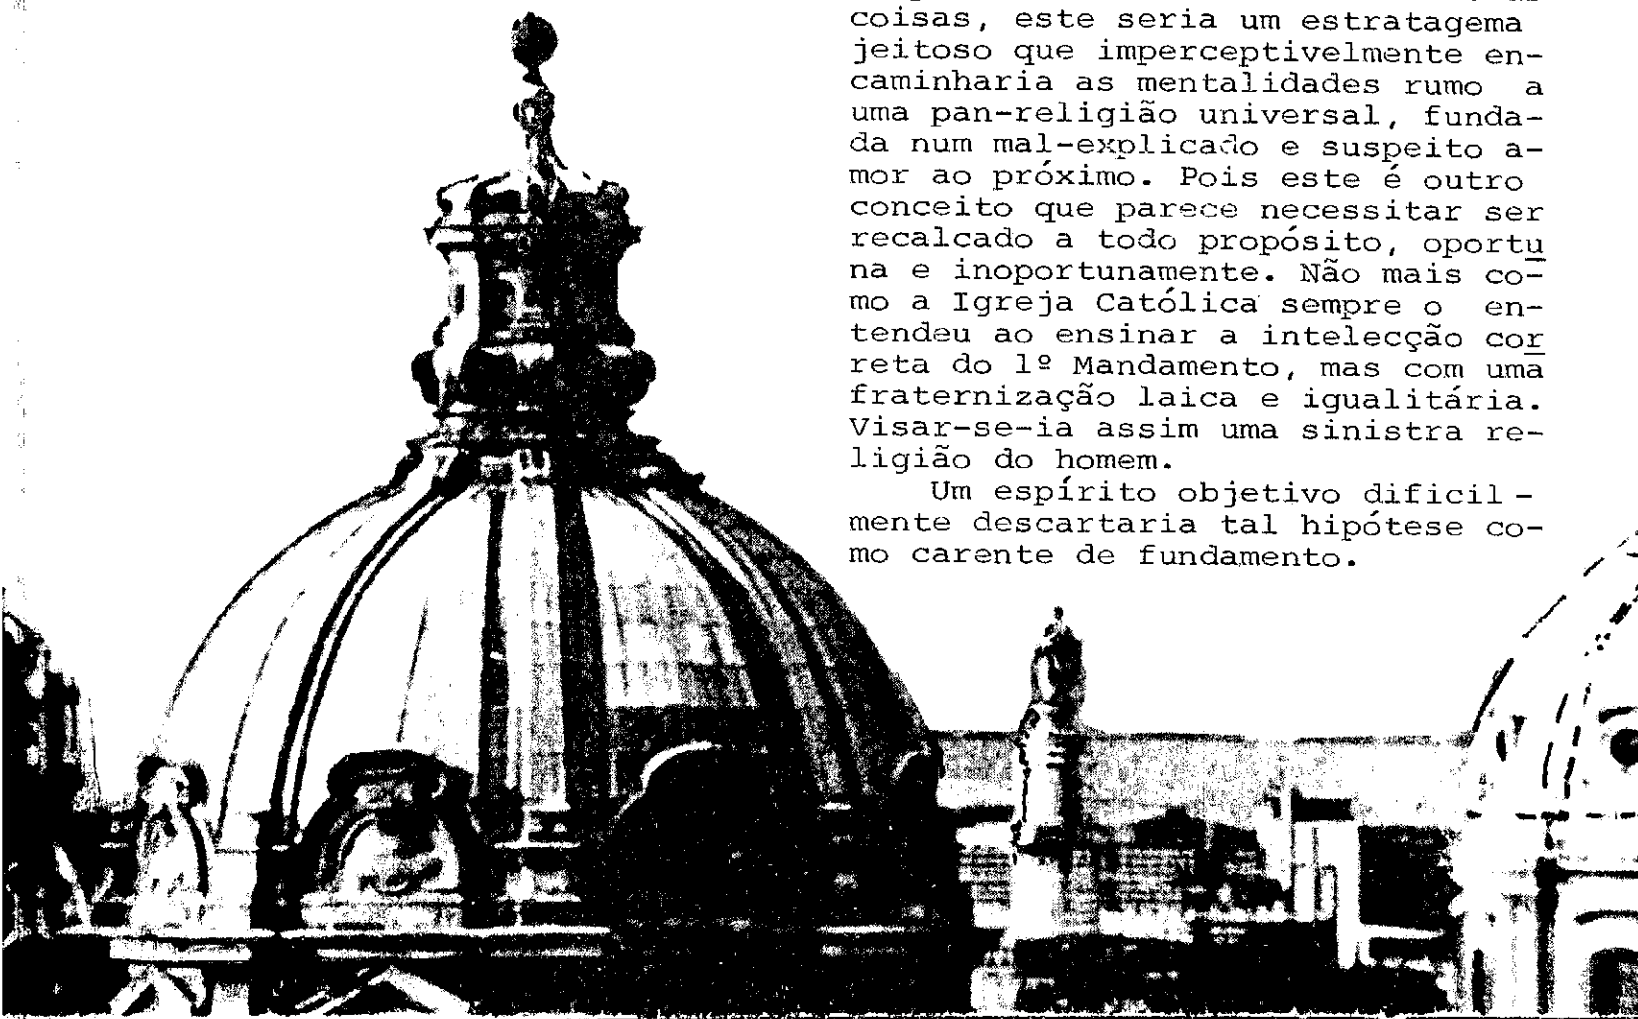 coisas, este seria um estratagema
jeitoso que imperceptivelmente en-
caminharia as mentalidades rumo a
uma pan-religião universal, funda-
da num mal-explicado e suspeito a-
mor ao próximo. Pois este é outro
conceito que parece necessitar ser
recalcado a todo propósito, oportu
na e inoportunamente. Não mais co-
mo a Igreja Católica sempre o en-
tendeu ao ensinar a intelecção cor
reta do 1º Mandamento, mas com uma
fraternização laica e igualitária.
Visar-se-ia assim uma sinistra re-
ligião do homem.
Um espírito objetivo dificil-
mente descartaria tal hipótese co-
mo carente de fundamento.